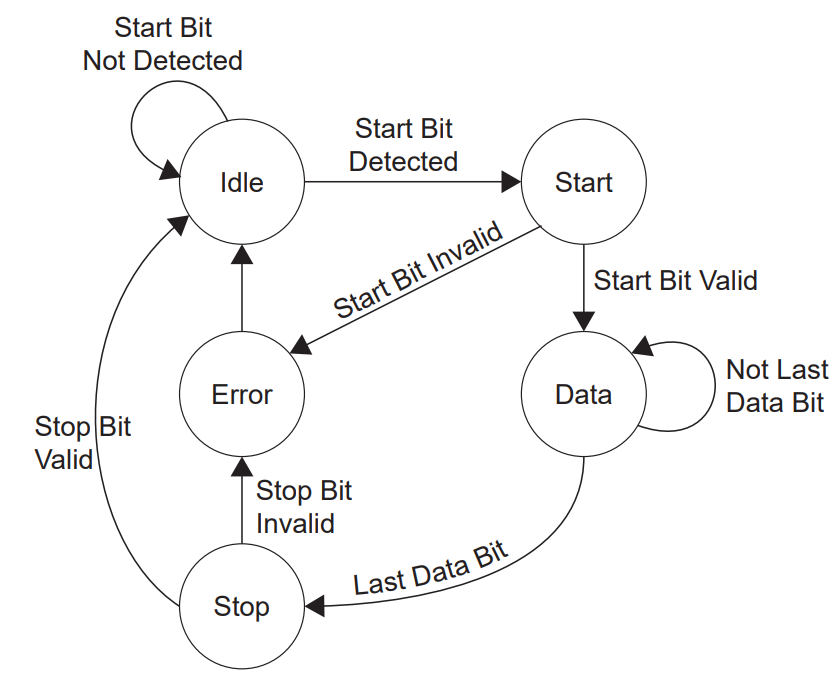 Start Bit
Not Detected
Start Bit
Detected
Idle
Start
Start Bit Invalid
Start Bit Valid
Error
Data
Not Last
Data Bit
Stop Bit
Valid
Stop Bit
Invalid
Last Data Bit
Stop